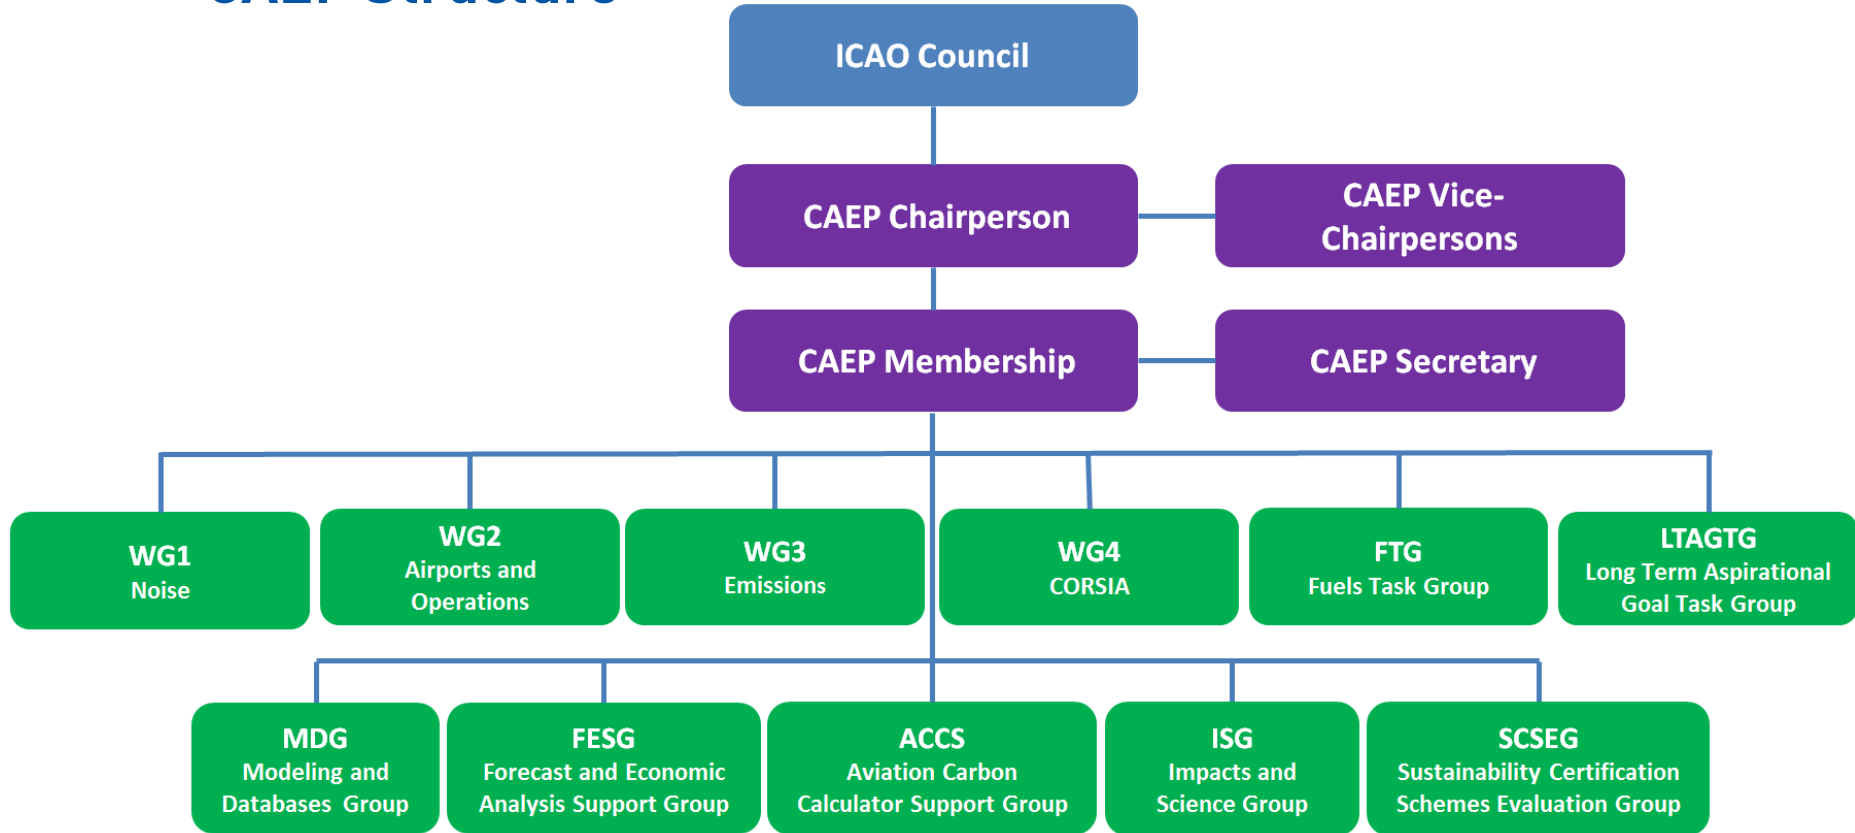 CAEP Structure
ICAO Council
CAEP Chairperson
CAEP Vice-
Chairpersons
CAEP Membership
CAEP Secretary
WG1
Noise
WG2
Airports and
Operations
WG3
Emissions
WG4
CORSIA
FTG
Fuels Task Group
LTAGTG
Long Term Aspirational
Goal Task Group
MDG
Modeling and
Databases Group
FESG
Forecast and Economic
Analysis Support Group
ACCS
Aviation Carbon
Calculator Support Group
ISG
Impacts and
Science Group
SCSEG
Sustainability Certification
Schemes Evaluation Group